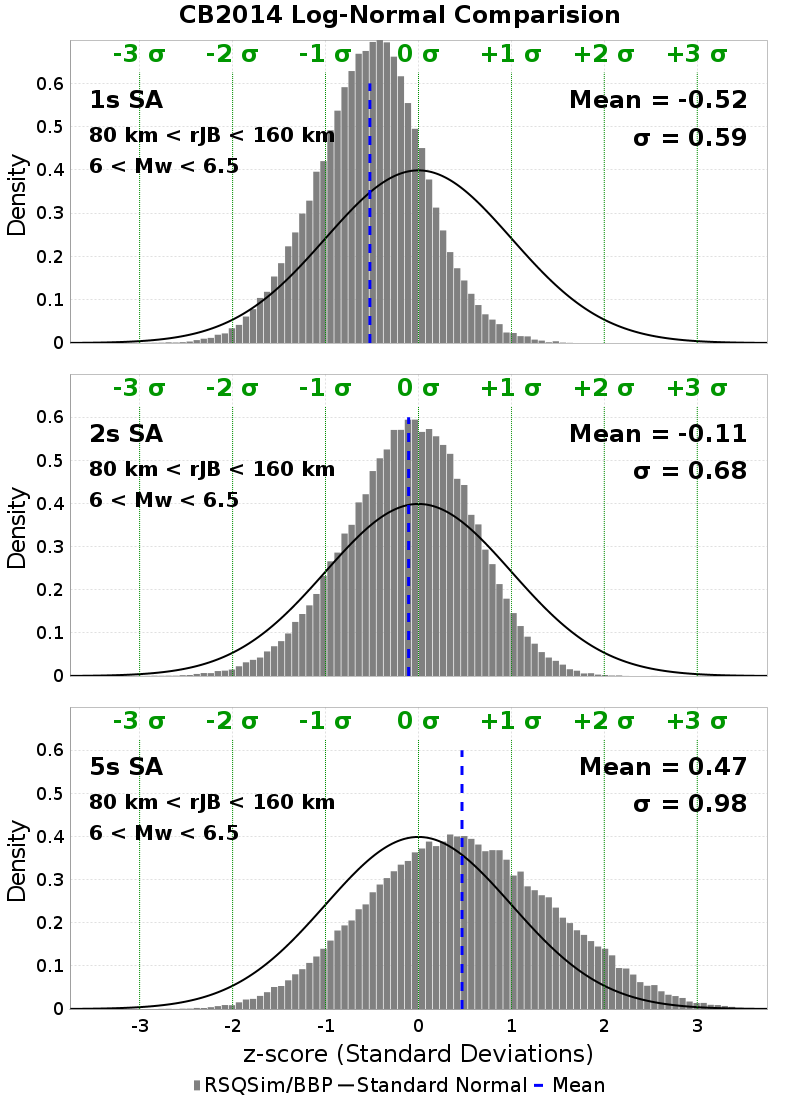 CB2014 Log-Normal Comparision
-3 σ -2 σ -1 σ 0 σ +1 σ +2 σ +3 σ
0.6
1s SA Mean = -0.52
0.5
80 km < rJB < 160 km σ = 0.59
6 < Mw < 6.5
0.4
Density
0.3
0.2
0.1
0
-3 σ -2 σ -1 σ 0 σ +1 σ +2 σ +3 σ
0.6
2s SA Mean = -0.11
0.5
80 km < rJB < 160 km σ = 0.68
6 < Mw < 6.5
0.4
Density
0.3
0.2
0.1
0
-3 σ -2 σ -1 σ 0 σ +1 σ +2 σ +3 σ
0.6
5s SA Mean = 0.47
0.5
80 km < rJB < 160 km σ = 0.98
6 < Mw < 6.5
0.4
Density
0.3
0.2
0.1
0
-3 -2 -1 0 1 2 3
z-score (Standard Deviations)
RSQSim/BBP Standard Normal Mean